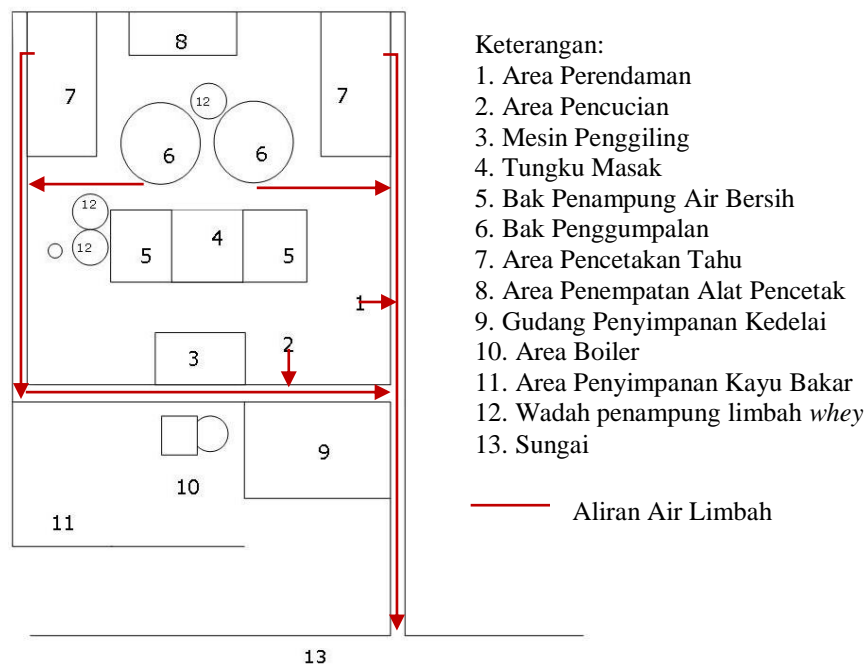 8
7
12
7
6
6
12
12
5
4
5
1
2
3
9
10
11
13
Keterangan:
1. Area Perendaman
2. Area Pencucian
3. Mesin Penggiling
4. Tungku Masak
5. Bak Penampung Air Bersih
6. Bak Penggumpalan
7. Area Pencetakan Tahu
8. Area Penempatan Alat Pencetak
9. Gudang Penyimpanan Kedelai
10. Area Boiler
11. Area Penyimpanan Kayu Bakar
12. Wadah penampung limbah whey
13. Sungai
Aliran Air Limbah